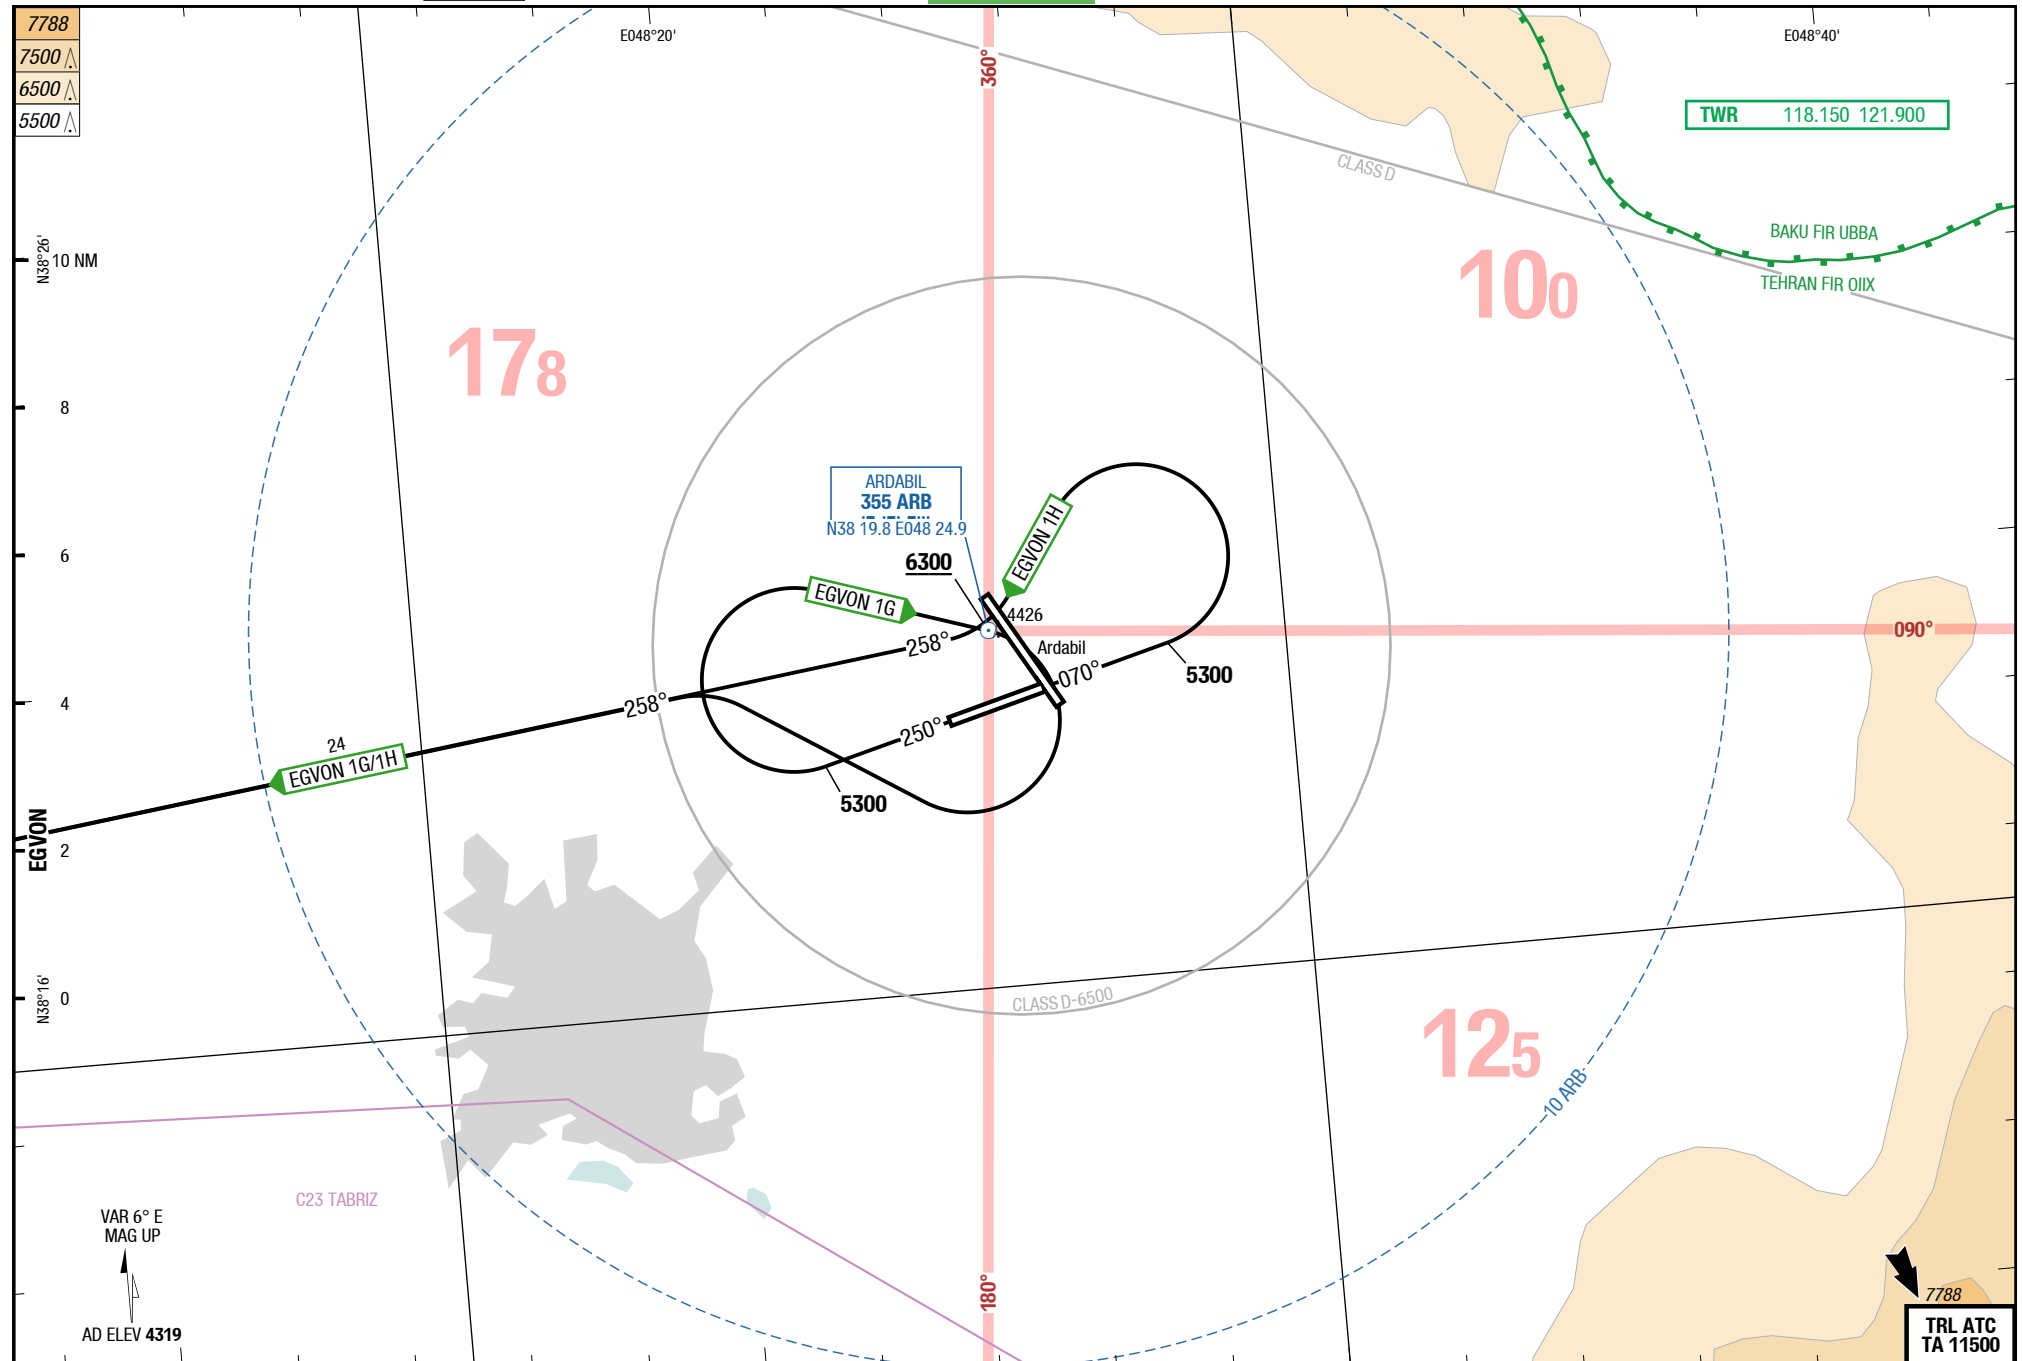 7788
7500
6500
5500
E048°20'
360°
E048°40'
TWR 118.150 121.900
CLASS D
BAKU FIR UBBA
TEHRAN FIR OIIX
N38°26'
10 NM
100
178
8
ARDABIL
355 ARB
N38 19.8 E048 24.9
EGVON 1H
6
6300
EGVON 1G
4426
Ardabil
090°
258°
070°
5300
4
258°
250°
24
EGVON 1G/1H
5300
EGVON
2
N38°16'
0
CLASS D-6500
125
10 ARB
C23 TABRIZ
VAR 6° E
MAG UP
180°
7788
AD ELEV 4319
TRL ATC
TA 11500